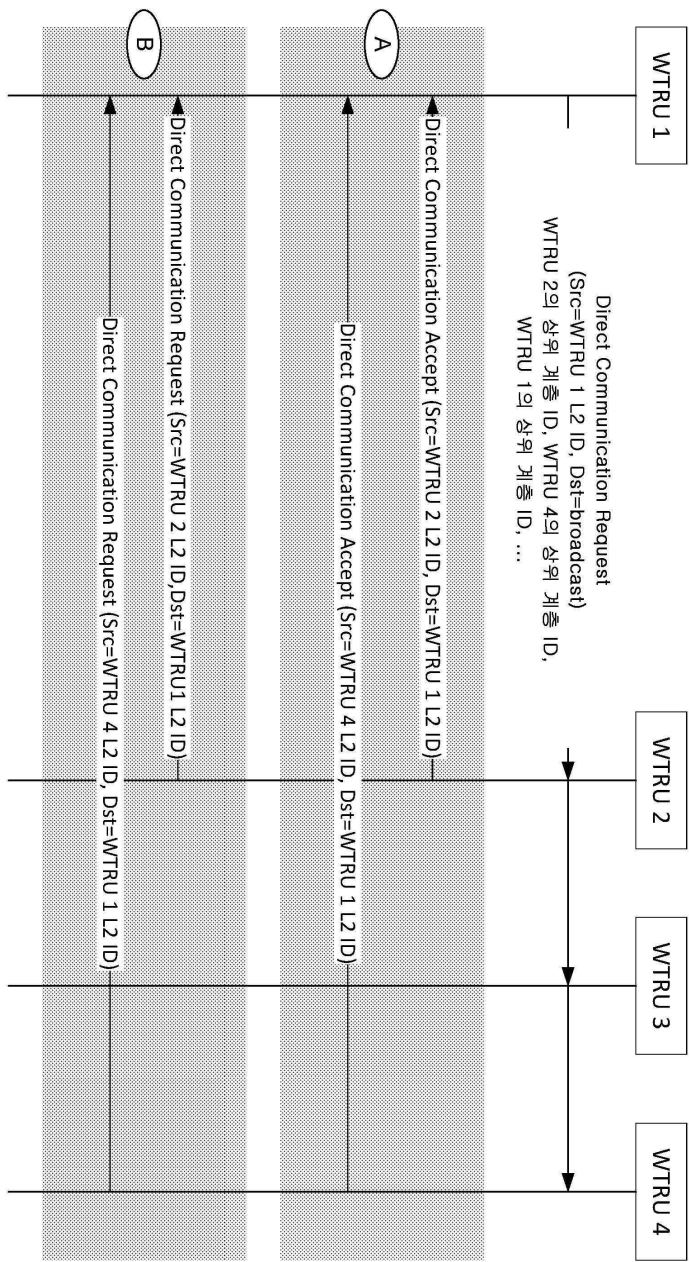 WTRU 1
WTRU 2
WTRU 3
WTRU 4
Direct Communication Request
(Src=WTRU 1 L2 ID, Dst=broadcast)
WTRU 2의 상위 계층 ID, WTRU 4의 상위 계층 ID,
WTRU 1의 상위 계층 ID, ...
A
Direct Communication Accept (Src=WTRU 2 L2 ID, Dst=WTRU 1 L2 ID)
Direct Communication Accept (Src=WTRU 4 L2 ID, Dst=WTRU 1 L2 ID)
B
Direct Communication Request (Src=WTRU 2 L2 ID,Dst=WTRU1 L2 ID)
Direct Communication Request (Src=WTRU 4 L2 ID, Dst=WTRU 1 L2 ID)